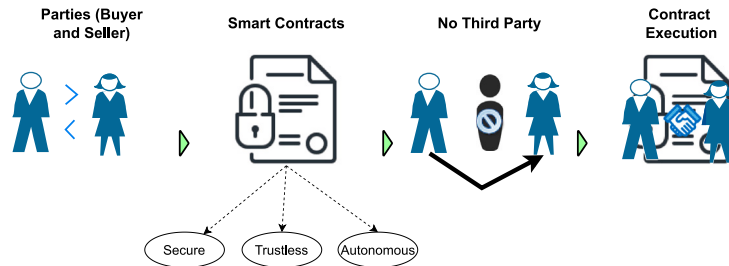 Parties (Buyer
and Seller)
Smart Contracts
No Third Party
Contract
Execution
Secure
Trustless
Autonomous